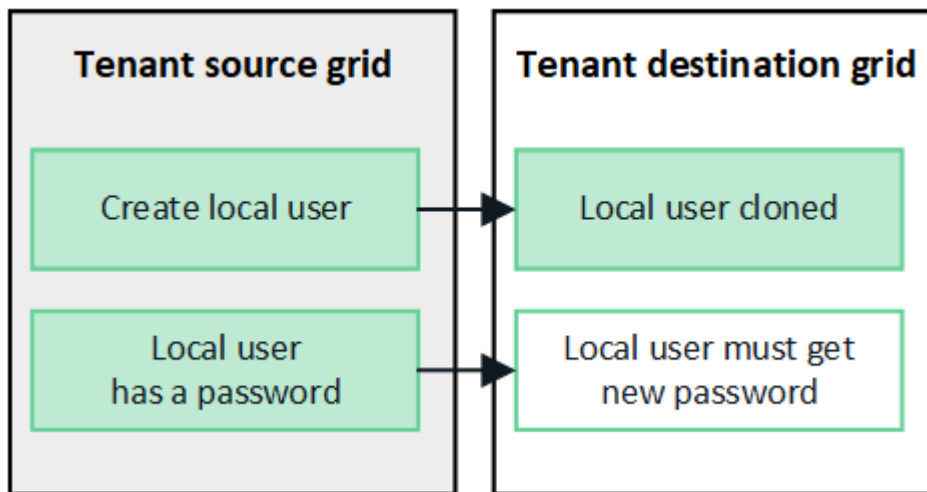 Tenant source grid
Tenant destination grid
Create local user
Local user cloned
Local user
has a password
Local user must get
new password